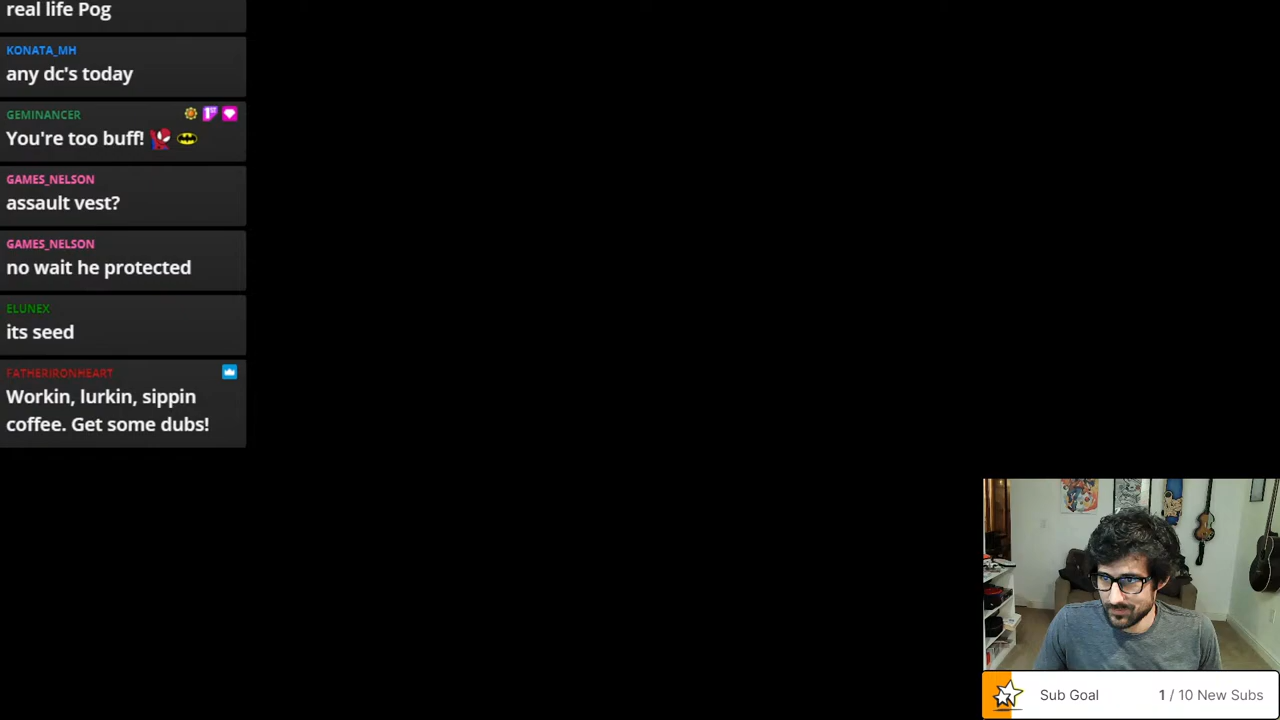 real life Pog
KONATA_MH
any dc's today
GEMINANCER
You're too buff!
GAMES_NELSON
assault vest?
GAMES_NELSON
no wait he protected
ELUNEX
its seed
FATHERIRONHEART
Workin, lurkin, sippin
coffee. Get some dubs!
Sub Goal 1 / 10 New Subs